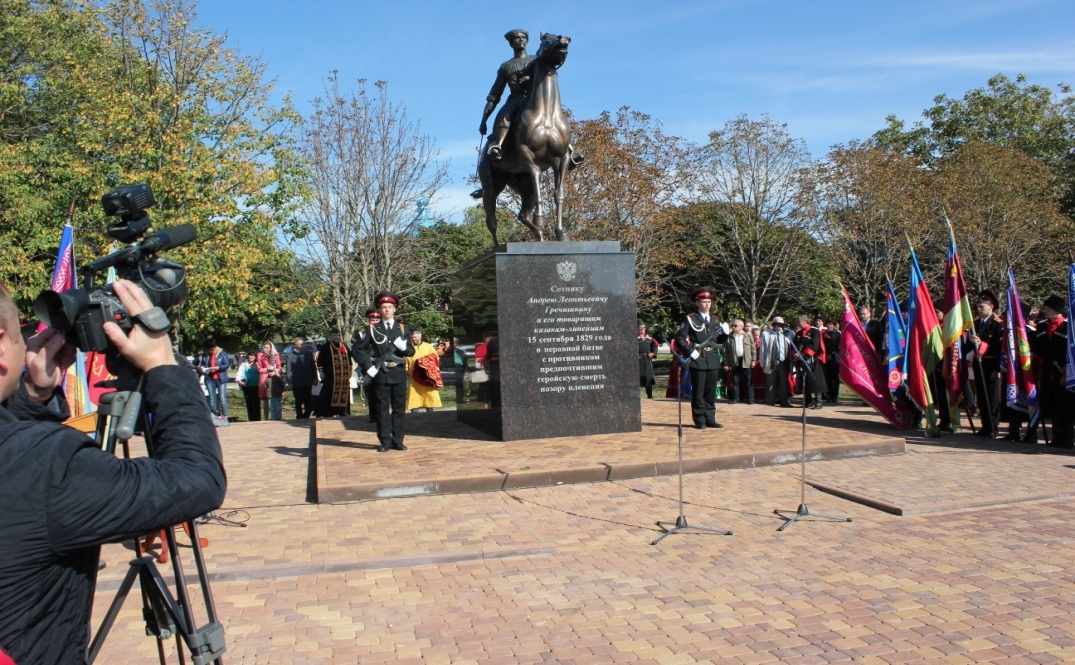 Сотнику
Андрею Леонтьевичу
Гречишкину
и его товарищам
казакам-линейцам
15 сентября 1829 года
в неравной битве
с противником
предпочтившим
геройскую смерть
позору пленения